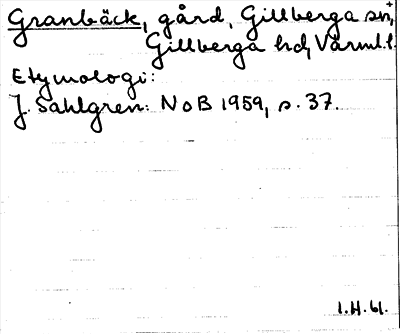 Granbäck, gård, Gillberga sn,
Gillberga hd, Värml. l.
Etymologi:
J. Sahlgren: NoB 1959, s. 37.
I.H. 61.